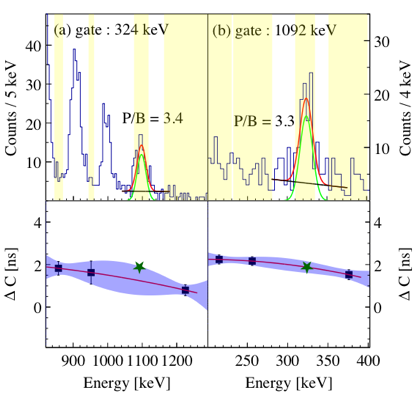 (a) gate : 324 keV
(b) gate : 1092 keV
Counts / 5 keV
40
30
20
10
P/B = 3.4
P/B = 3.3
30
20
10
Counts / 4 keV
Δ C [ns]
4
2
0
4
2
0
Δ C [ns]
900 1000 1100 1200
250 300 350 400
Energy [keV]
Energy [keV]